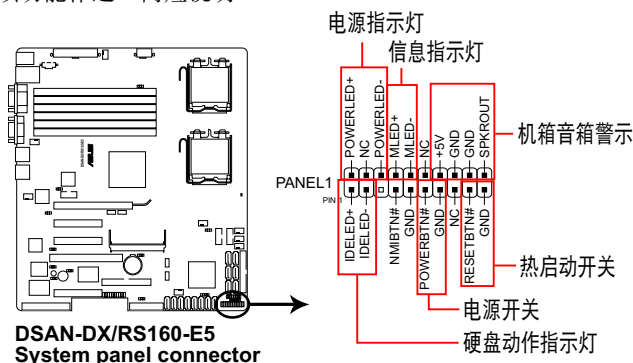 电源指示灯
信息指示灯
POWERLED+
NC
POWERLED-
MLED+
MLED-
NC
+5V
GND
GND
SPKROUT
机箱音箱警示
PANEL1
PIN 1
IDELED+
IDELED-
NMIBTN#
GND
POWERBTN#
GND
NC
RESETBTN#
GND
热启动开关
电源开关
硬盘动作指示灯
DSAN-DX/RS160-E5
System panel connector